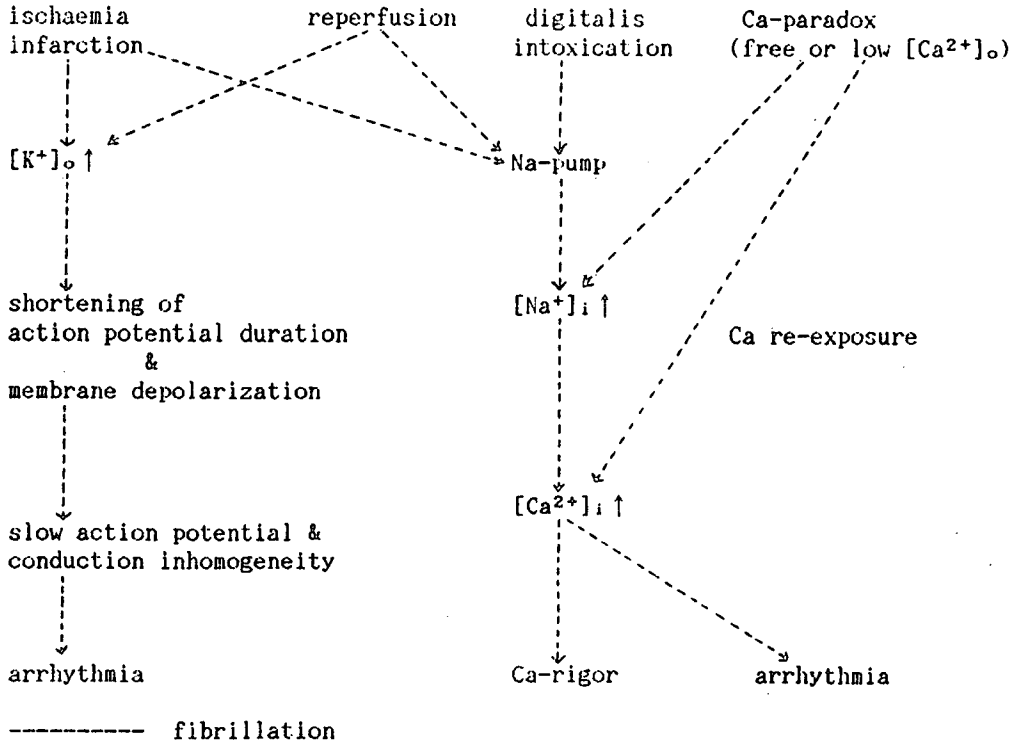 ischaemia
infarction
reperfusion
digitalis
intoxication
Ca-paradox
(free or low [Ca²⁺]ₒ)
[K⁺]ₒ ↑
Na-pump
shortening of
action potential duration
&
membrane depolarization
[Na⁺]ᵢ ↑
Ca re-exposure
[Ca²⁺]ᵢ ↑
slow action potential &
conduction inhomogeneity
arrhythmia
Ca-rigor
arrhythmia
---------- fibrillation